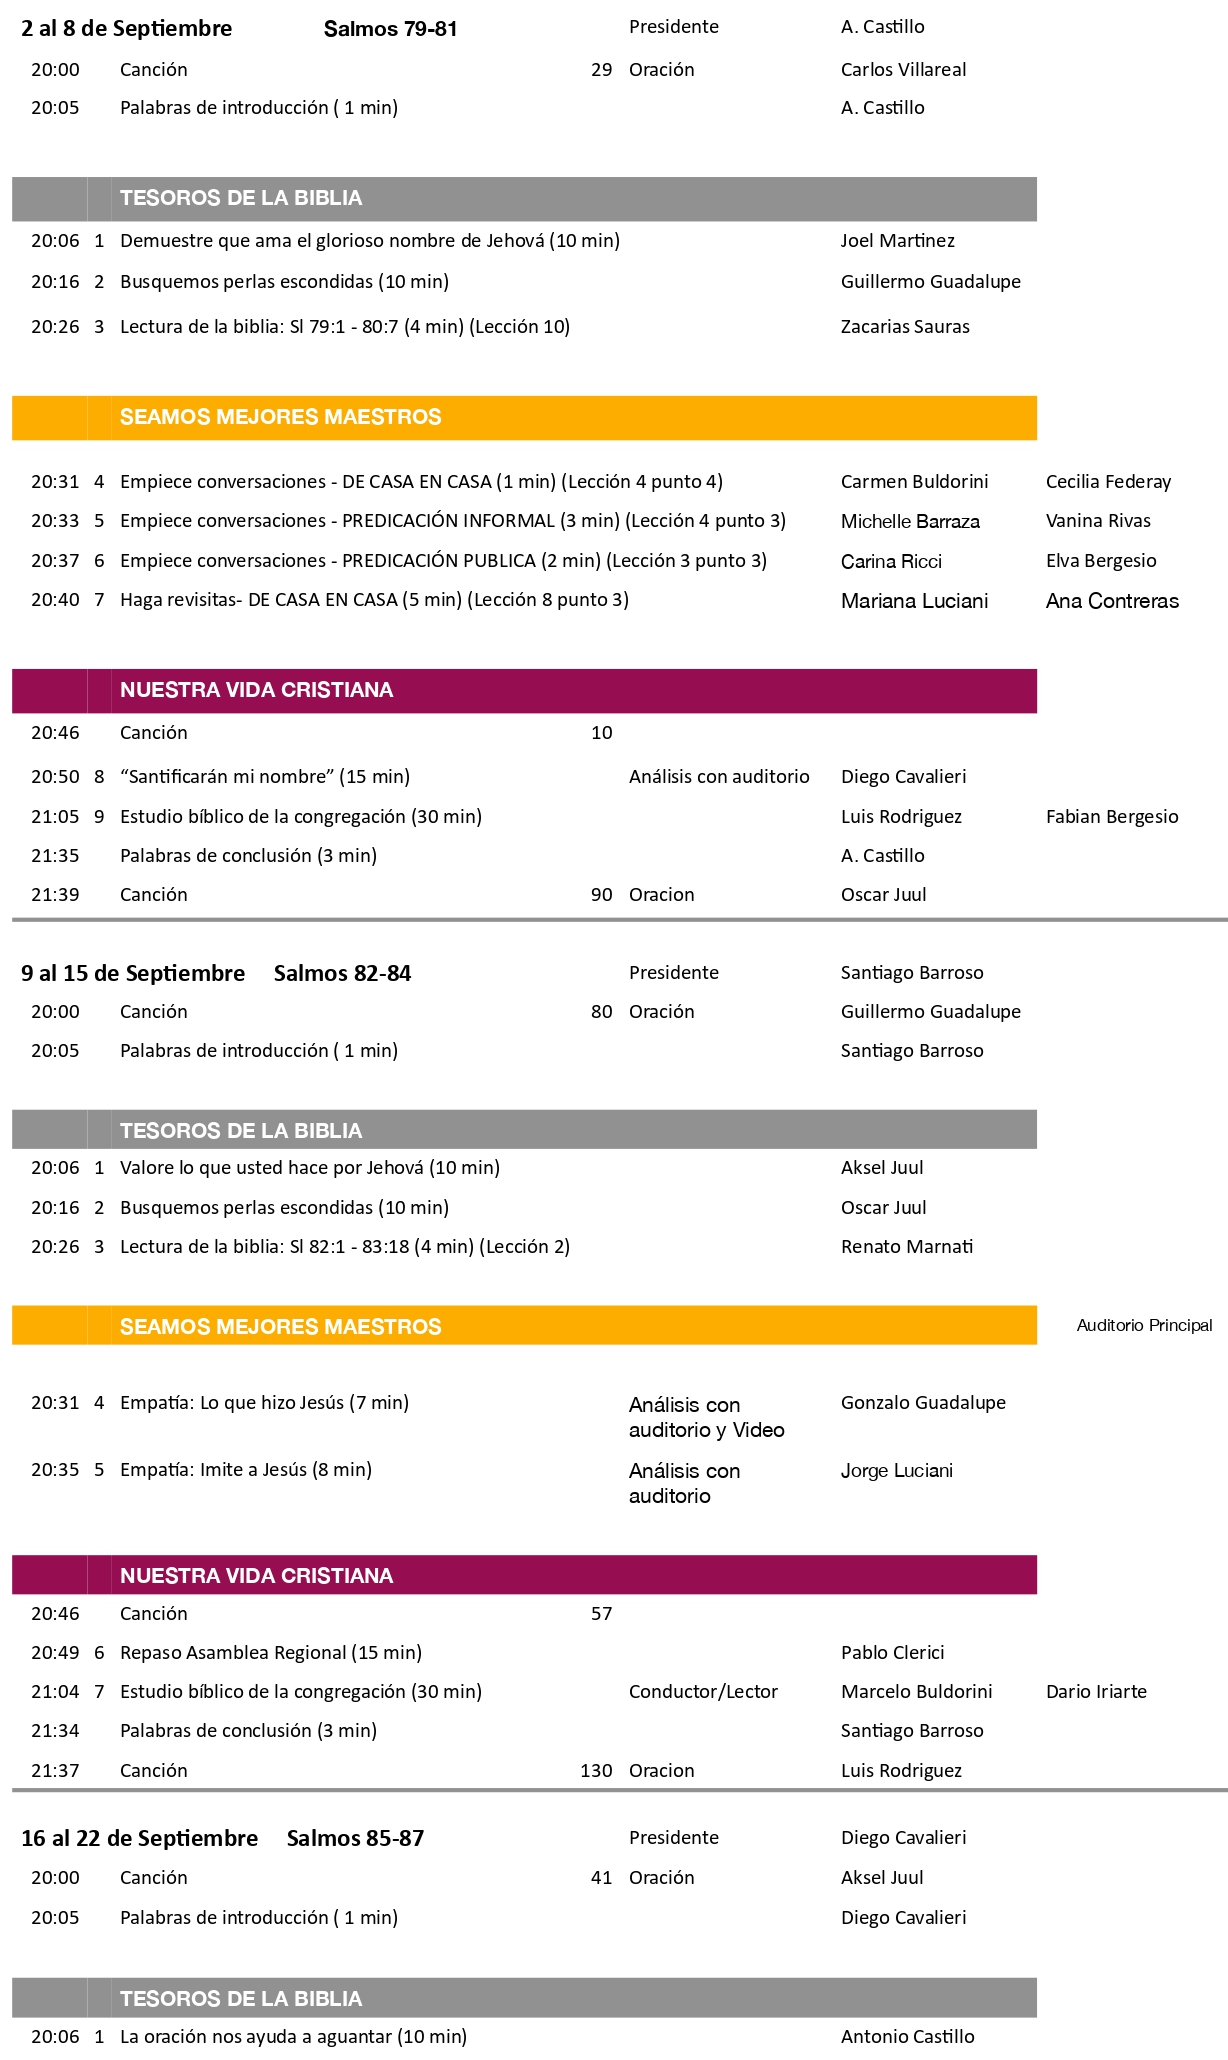 2 al 8 de Septiembre Salmos 79-81 Presidente A. Castillo
20:00 Canción 29 Oración Carlos Villareal
20:05 Palabras de introducción ( 1 min) A. Castillo
TESOROS DE LA BIBLIA
20:06 1 Demuestre que ama el glorioso nombre de Jehová (10 min) Joel Martinez
20:16 2 Busquemos perlas escondidas (10 min) Guillermo Guadalupe
20:26 3 Lectura de la biblia: Sl 79:1 - 80:7 (4 min) (Lección 10) Zacarias Sauras
SEAMOS MEJORES MAESTROS
20:31 4 Empiece conversaciones - DE CASA EN CASA (1 min) (Lección 4 punto 4) Carmen Buldorini Cecilia Federay
20:33 5 Empiece conversaciones - PREDICACIÓN INFORMAL (3 min) (Lección 4 punto 3) Michelle Barraza Vanina Rivas
20:37 6 Empiece conversaciones - PREDICACIÓN PUBLICA (2 min) (Lección 3 punto 3) Carina Ricci Elva Bergesio
20:40 7 Haga revisitas- DE CASA EN CASA (5 min) (Lección 8 punto 3) Mariana Luciani Ana Contreras
NUESTRA VIDA CRISTIANA
20:46 Canción 10
20:50 8 “Santificarán mi nombre” (15 min) Análisis con auditorio Diego Cavalieri
21:05 9 Estudio bíblico de la congregación (30 min) Luis Rodriguez Fabian Bergesio
21:35 Palabras de conclusión (3 min) A. Castillo
21:39 Canción 90 Oracion Oscar Juul
9 al 15 de Septiembre Salmos 82-84 Presidente Santiago Barroso
20:00 Canción 80 Oración Guillermo Guadalupe
20:05 Palabras de introducción ( 1 min) Santiago Barroso
TESOROS DE LA BIBLIA
20:06 1 Valore lo que usted hace por Jehová (10 min) Aksel Juul
20:16 2 Busquemos perlas escondidas (10 min) Oscar Juul
20:26 3 Lectura de la biblia: Sl 82:1 - 83:18 (4 min) (Lección 2) Renato Marnati
SEAMOS MEJORES MAESTROS Auditorio Principal
20:31 4 Empatía: Lo que hizo Jesús (7 min) Análisis con Gonzalo Guadalupe
auditorio y Video
20:35 5 Empatía: Imite a Jesús (8 min) Análisis con Jorge Luciani
auditorio
NUESTRA VIDA CRISTIANA
20:46 Canción 57
20:49 6 Repaso Asamblea Regional (15 min) Pablo Clerici
21:04 7 Estudio bíblico de la congregación (30 min) Conductor/Lector Marcelo Buldorini Dario Iriarte
21:34 Palabras de conclusión (3 min) Santiago Barroso
21:37 Canción 130 Oracion Luis Rodriguez
16 al 22 de Septiembre Salmos 85-87 Presidente Diego Cavalieri
20:00 Canción 41 Oración Aksel Juul
20:05 Palabras de introducción ( 1 min) Diego Cavalieri
TESOROS DE LA BIBLIA
20:06 1 La oración nos ayuda a aguantar (10 min) Antonio Castillo